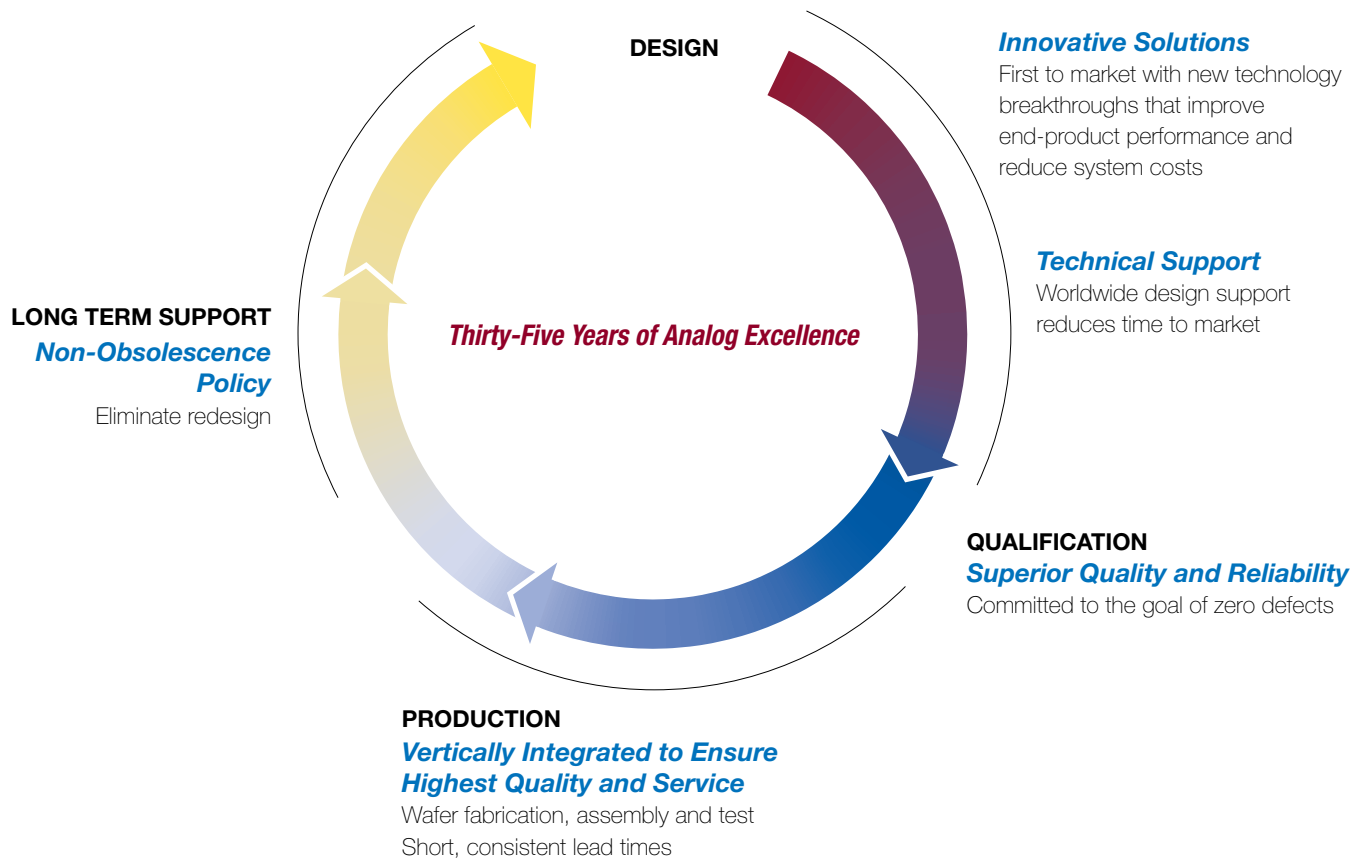 DESIGN
Innovative Solutions
First to market with new technology
breakthroughs that improve
end-product performance and
reduce system costs
Technical Support
Worldwide design support
reduces time to market
Thirty-Five Years of Analog Excellence
LONG TERM SUPPORT
Non-Obsolescence
Policy
Eliminate redesign
QUALIFICATION
Superior Quality and Reliability
Committed to the goal of zero defects
PRODUCTION
Vertically Integrated to Ensure
Highest Quality and Service
Wafer fabrication, assembly and test
Short, consistent lead times